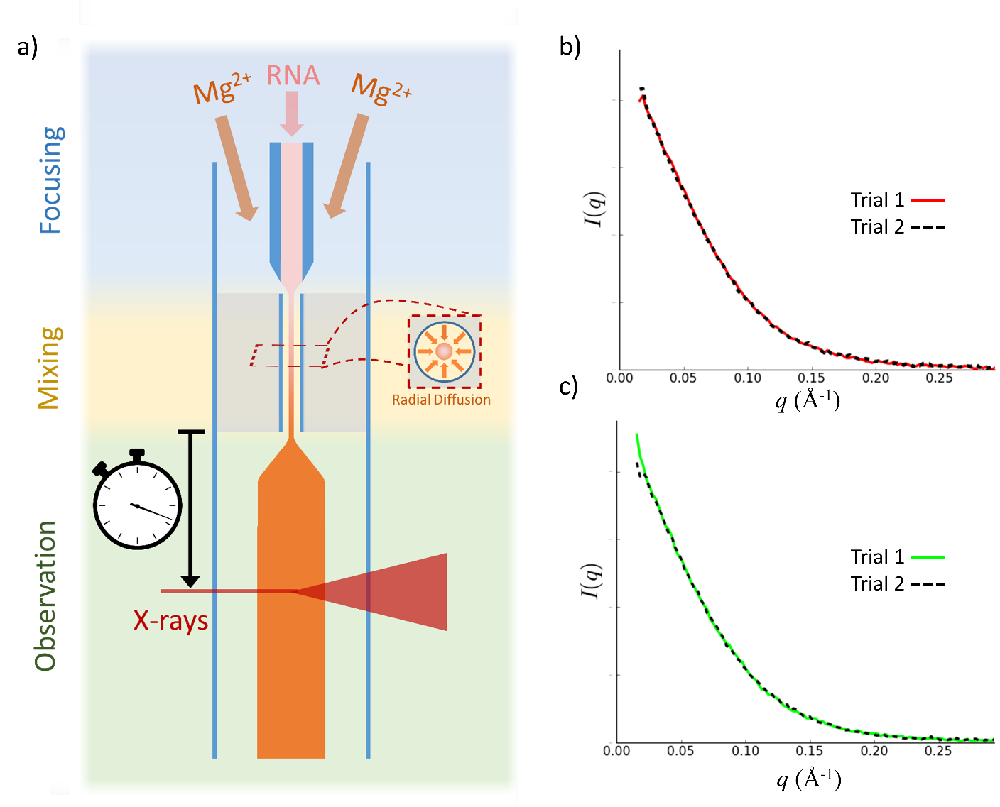 a)
Mg2+
RNA
Mg2+
Focusing
Mixing
Radial Diffusion
Observation
X-rays
b)
I(q)
Trial 1
Trial 2
0.00 0.05 0.10 0.15 0.20 0.25
q (Å-1)
c)
I(q)
Trial 1
Trial 2
0.00 0.05 0.10 0.15 0.20 0.25
q (Å-1)